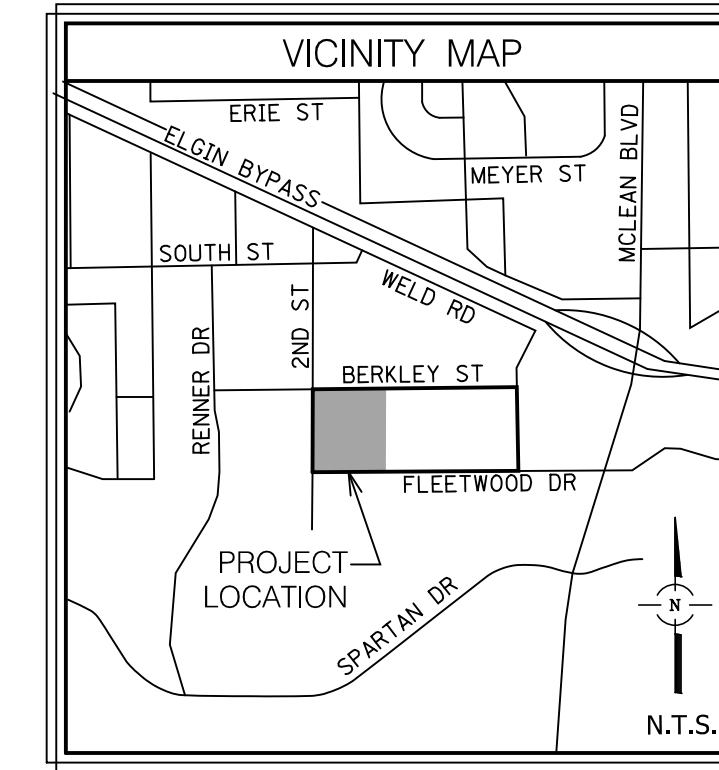 VICINITY MAP
ERIE ST
ELGIN BYPASS
MEYER ST
MCLEAN BLVD
SOUTH ST
WELD RD
2ND ST
RENNER DR
BERKLEY ST
FLEETWOOD DR
PROJECT
LOCATION
SPARTAN DR
N
N.T.S.